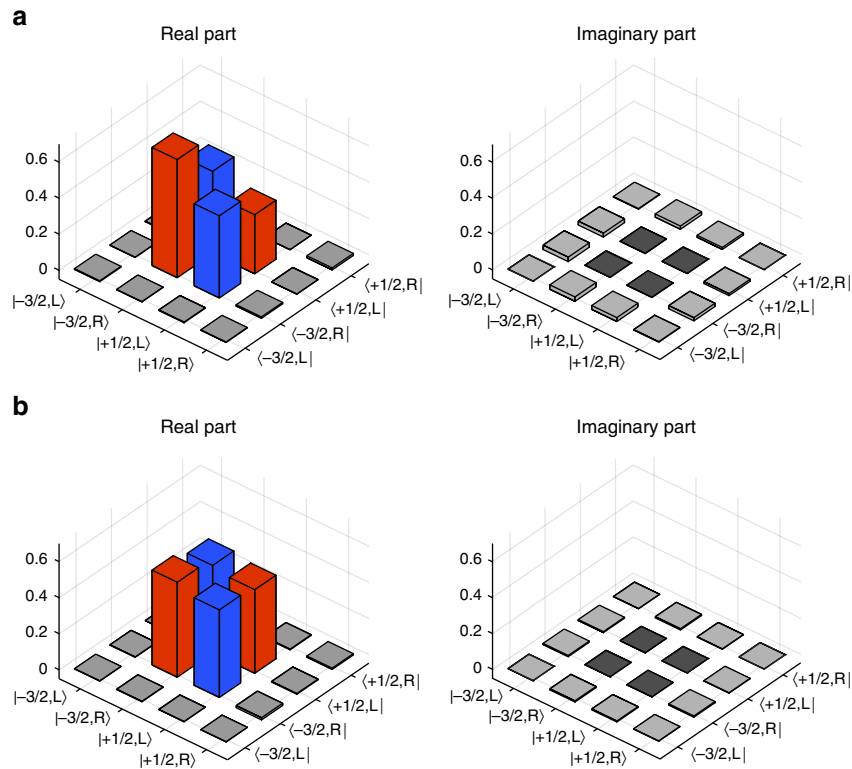 a
Real part
Imaginary part
0.6
0.4
0.2
0
|–3/2,L⟩
|–3/2,R⟩
|+1/2,L⟩
|+1/2,R⟩
⟨+1/2,R|
⟨+1/2,L|
⟨–3/2,R|
⟨–3/2,L|
0.6
0.4
0.2
0
|–3/2,L⟩
|–3/2,R⟩
|+1/2,L⟩
|+1/2,R⟩
⟨+1/2,R|
⟨+1/2,L|
⟨–3/2,R|
⟨–3/2,L|
b
Real part
Imaginary part
0.6
0.4
0.2
0
|–3/2,L⟩
|–3/2,R⟩
|+1/2,L⟩
|+1/2,R⟩
⟨+1/2,R|
⟨+1/2,L|
⟨–3/2,R|
⟨–3/2,L|
0.6
0.4
0.2
0
|–3/2,L⟩
|–3/2,R⟩
|+1/2,L⟩
|+1/2,R⟩
⟨+1/2,R|
⟨+1/2,L|
⟨–3/2,R|
⟨–3/2,L|